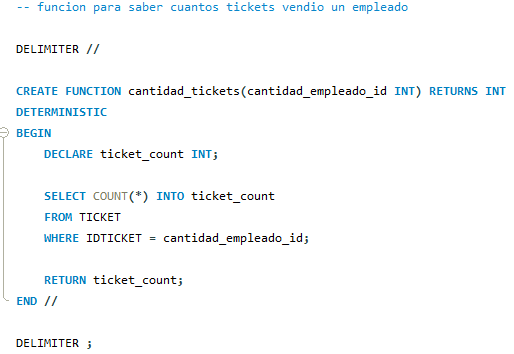 -- funcion para saber cuantos tickets vendio un empleado
DELIMITER //
CREATE FUNCTION cantidad_tickets(cantidad_empleado_id INT) RETURNS INT
DETERMINISTIC
BEGIN
DECLARE ticket_count INT;
SELECT COUNT(*) INTO ticket_count
FROM TICKET
WHERE IDTICKET = cantidad_empleado_id;
RETURN ticket_count;
END //
DELIMITER ;